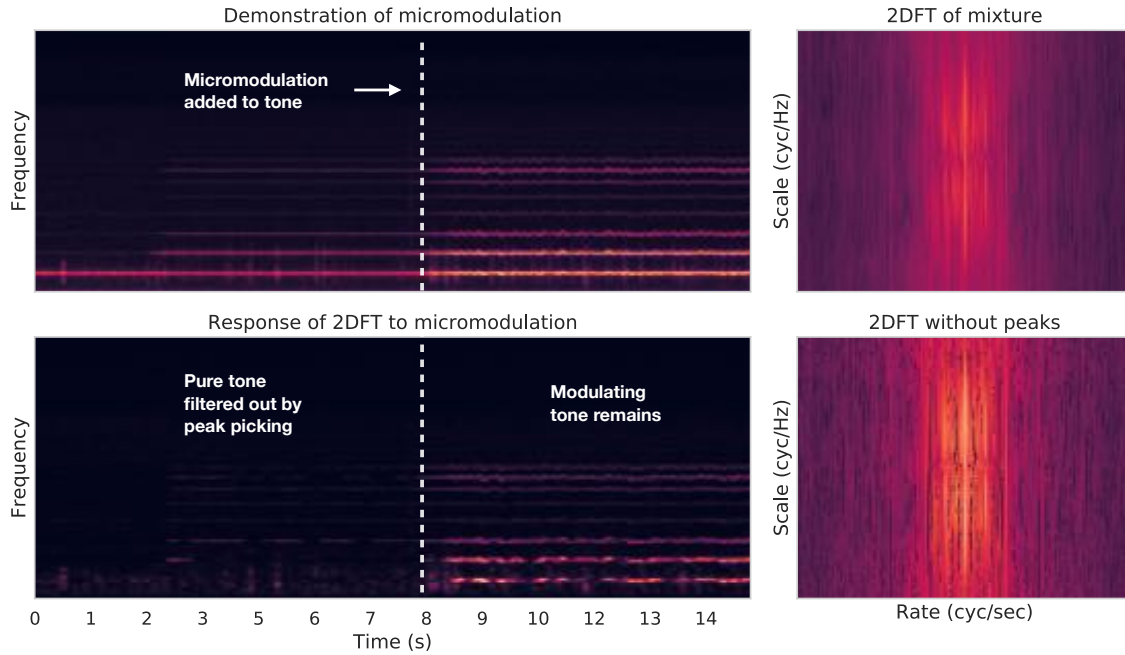 Demonstration of micromodulation
2DFT of mixture
Micromodulation
added to tone
Frequency
Scale (cyc/Hz)
Response of 2DFT to micromodulation
2DFT without peaks
Pure tone
filtered out by
peak picking
Modulating
tone remains
Frequency
Scale (cyc/Hz)
0 1 2 3 4 5 6 7 8 9 10 11 12 13 14
Time (s)
Rate (cyc/sec)